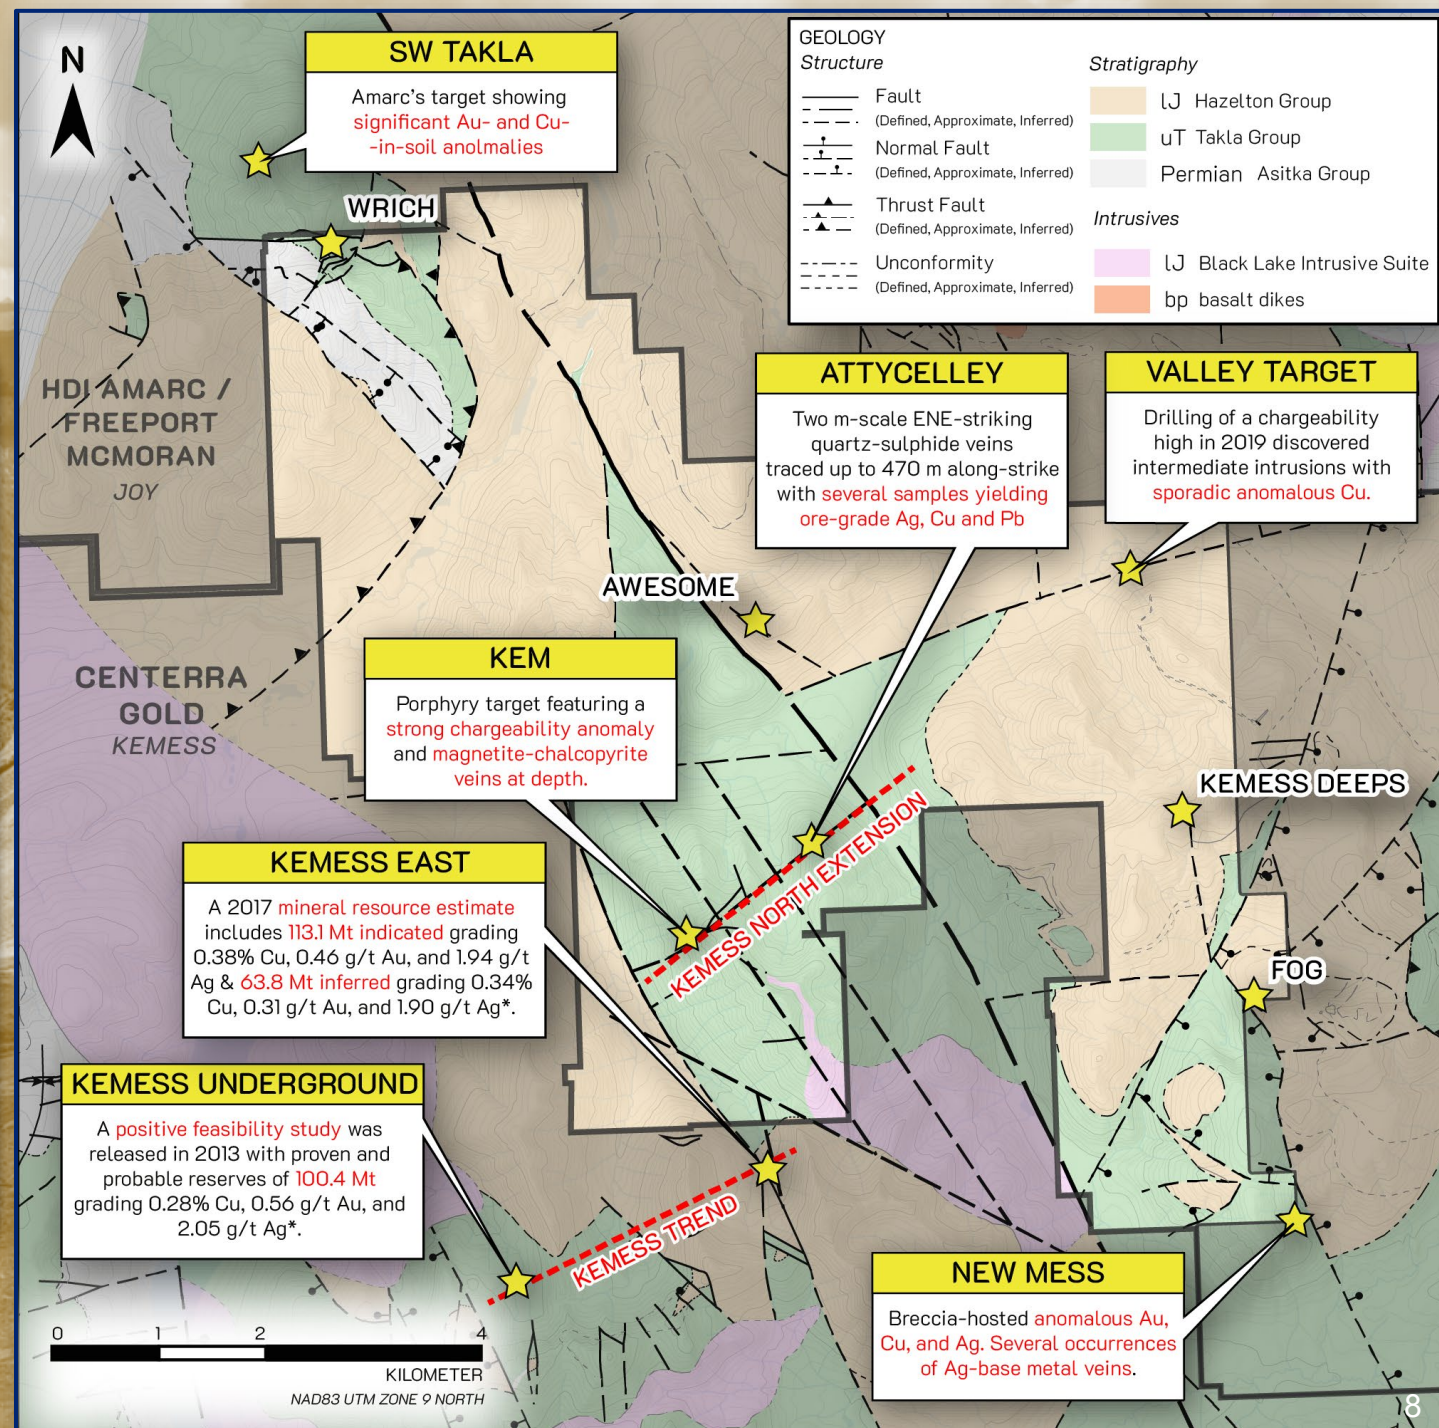 N
SW TAKLA
Amarc's target showing
significant Au- and Cu-
-in-soil anolmalies
GEOLOGY
Structure
Fault
(Defined, Approximate, Inferred)
Normal Fault
(Defined, Approximate, Inferred)
Thrust Fault
(Defined, Approximate, Inferred)
Unconformity
(Defined, Approximate, Inferred)
Stratigraphy
lJ Hazelton Group
uT Takla Group
Permian Asitka Group
Intrusives
lJ Black Lake Intrusive Suite
bp basalt dikes
WRICH
HDI AMARC /
FREEPORT
MCMORAN
JOY
ATTYCELLEY
Two m-scale ENE-striking
quartz-sulphide veins
traced up to 470 m along-strike
with several samples yielding
ore-grade Ag, Cu and Pb
VALLEY TARGET
Drilling of a chargeability
high in 2019 discovered
intermediate intrusions with
sporadic anomalous Cu.
AWESOME
CENTERRA
GOLD
KEMESS
KEM
Porphyry target featuring a
strong chargeability anomaly
and magnetite-chalcopyrite
veins at depth.
KEMESS DEEPS
KEMESS NORTH EXTENSION
KEMESS EAST
A 2017 mineral resource estimate
includes 113.1 Mt indicated grading
0.38% Cu, 0.46 g/t Au, and 1.94 g/t
Ag & 63.8 Mt inferred grading 0.34%
Cu, 0.31 g/t Au, and 1.90 g/t Ag*.
FOG
KEMESS UNDERGROUND
A positive feasibility study was
released in 2013 with proven and
probable reserves of 100.4 Mt
grading 0.28% Cu, 0.56 g/t Au, and
2.05 g/t Ag*.
KEMESS TREND
NEW MESS
Breccia-hosted anomalous Au,
Cu, and Ag. Several occurrences
of Ag-base metal veins.
0 1 2 4
KILOMETER
NAD83 UTM ZONE 9 NORTH
8